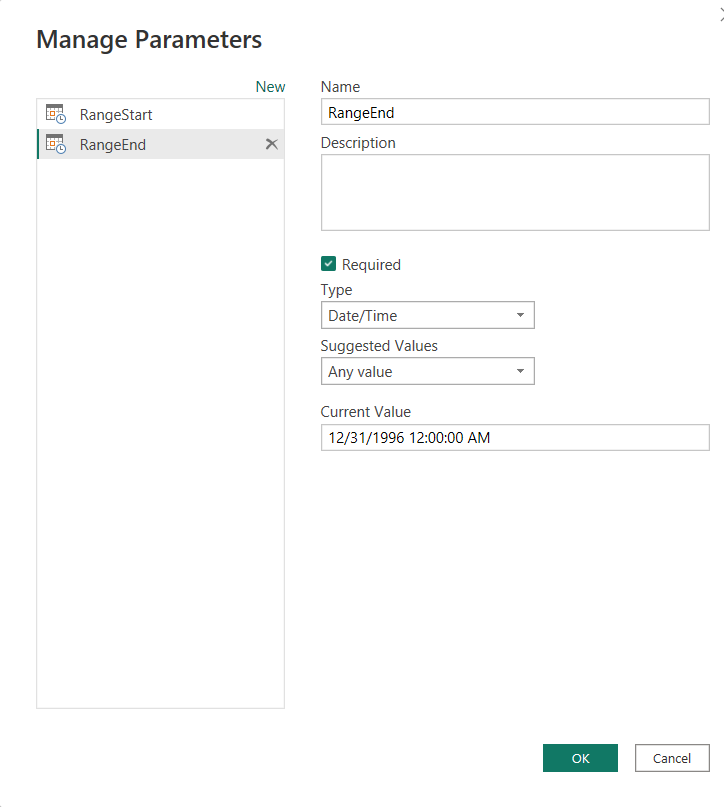 Manage Parameters
New
RangeStart
RangeEnd
Name
RangeEnd
Description
Required
Type
Date/Time
Suggested Values
Any value
Current Value
12/31/1996 12:00:00 AM
OK
Cancel